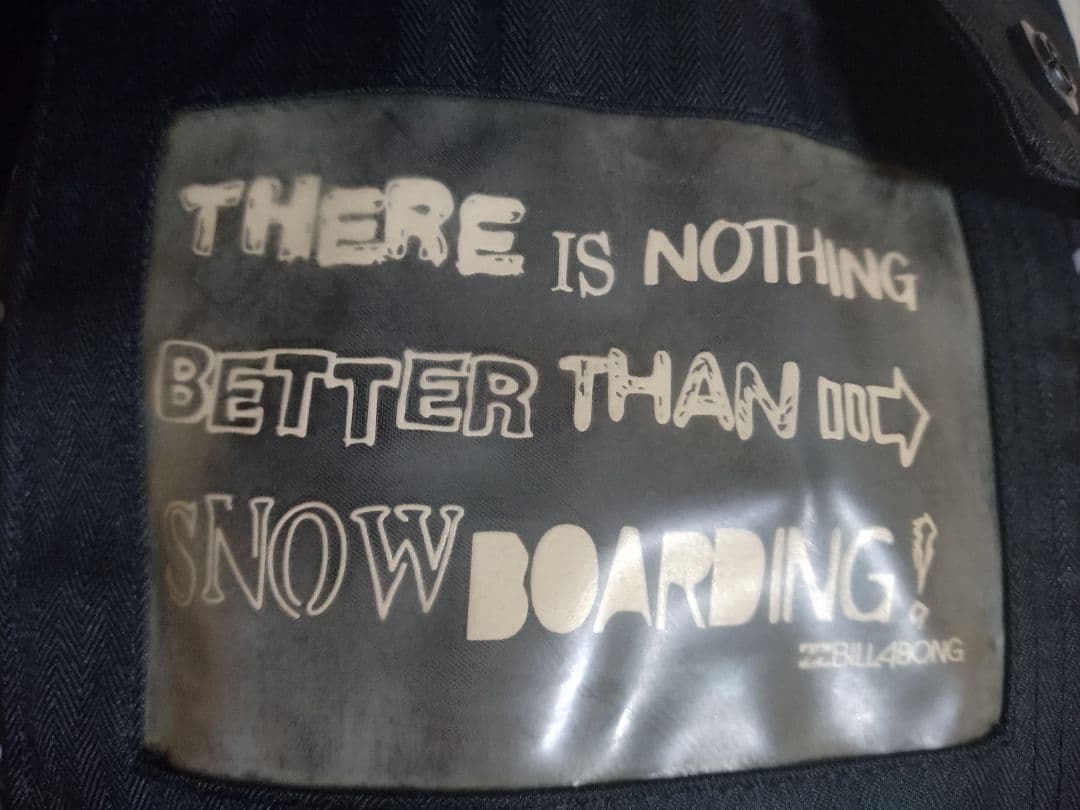 THERE IS NOTHING
BETTER THAN ⇨
SNOWBOARDING!
BILLABONG